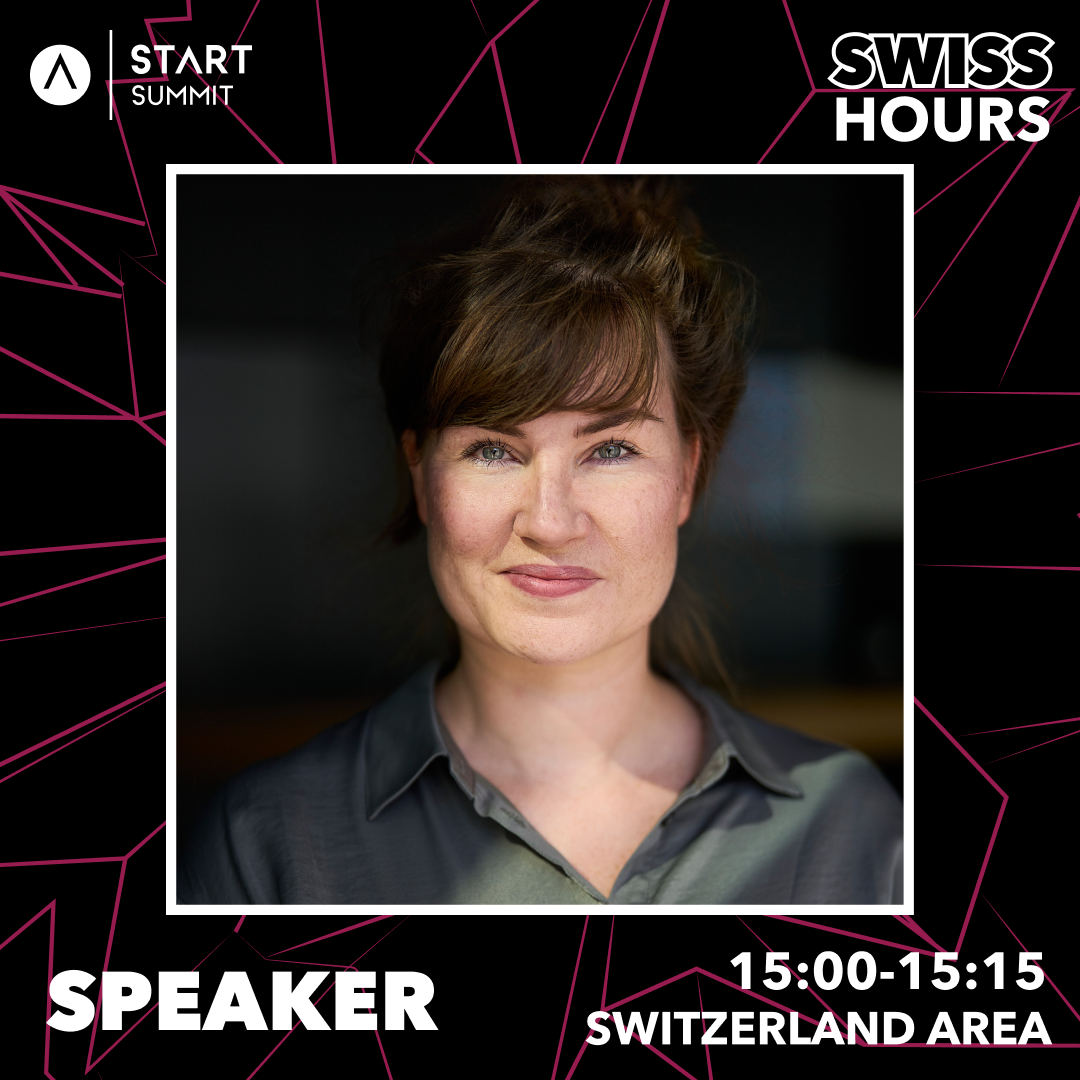 START
SUMMIT
SWISS
HOURS
SPEAKER
15:00-15:15
SWITZERLAND AREA